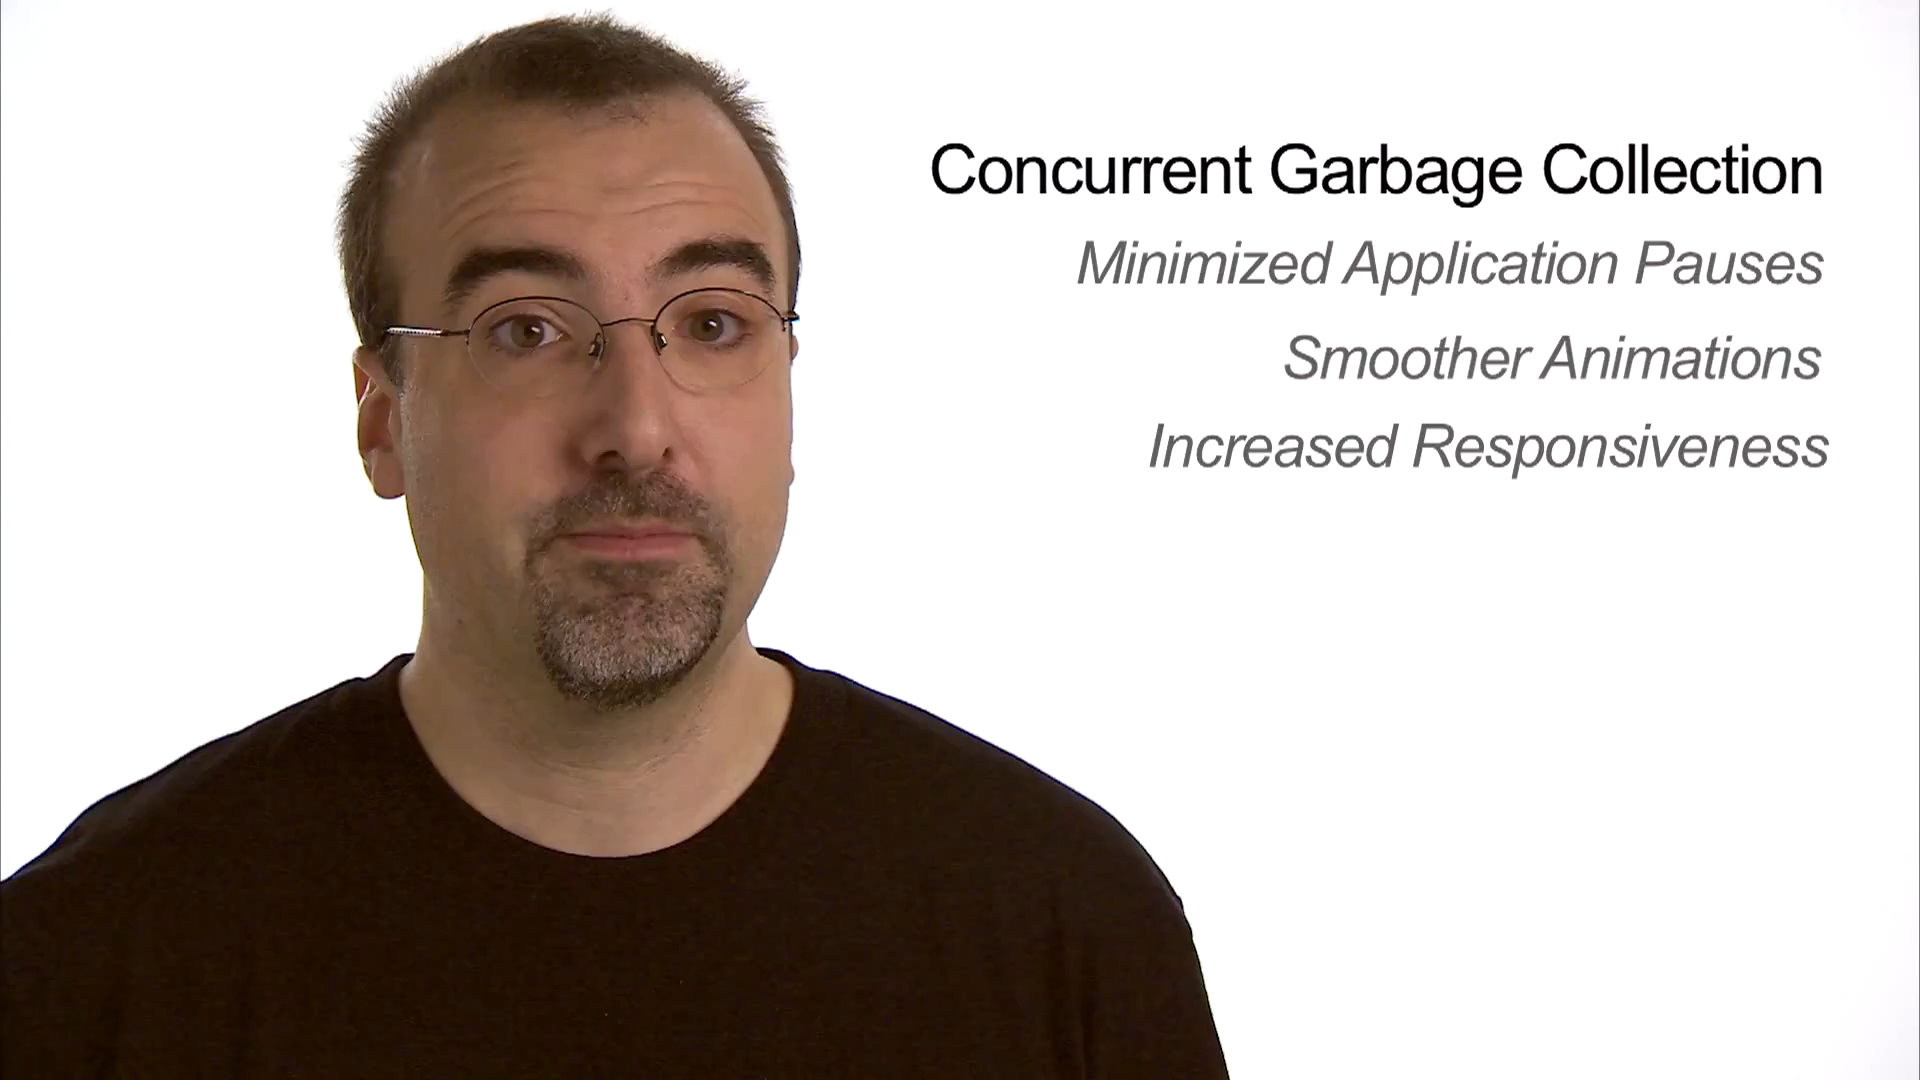 Concurrent Garbage Collection
Minimized Application Pauses
Smoother Animations
Increased Responsiveness